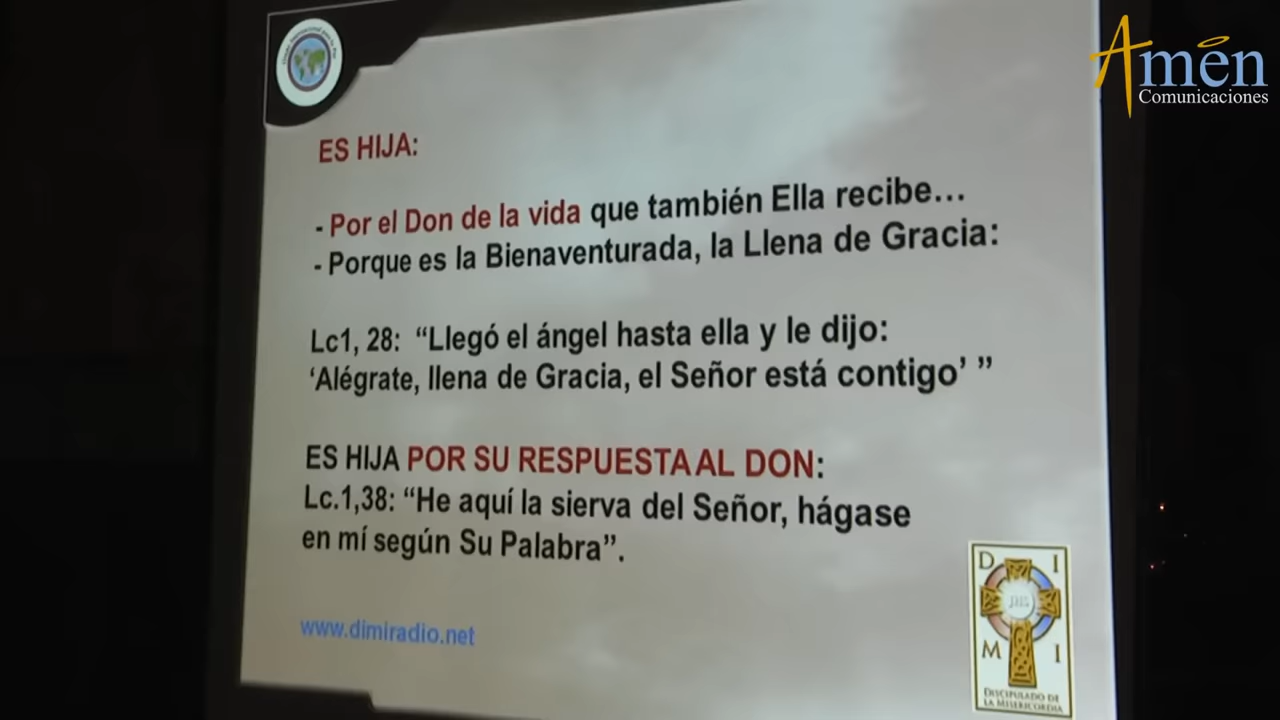 Amén
Comunicaciones
ES HIJA:
- Por el Don de la vida que también Ella recibe...
- Porque es la Bienaventurada, la Llena de Gracia:
Lc1, 28: “Llegó el ángel hasta ella y le dijo:
‘Alégrate, llena de Gracia, el Señor está contigo’ ”
ES HIJA POR SU RESPUESTA AL DON:
Lc.1,38: “He aquí la sierva del Señor, hágase
en mí según Su Palabra”.
www.dimiradio.net
D I
M I
DISCIPULADO DE
LA MISERICORDIA